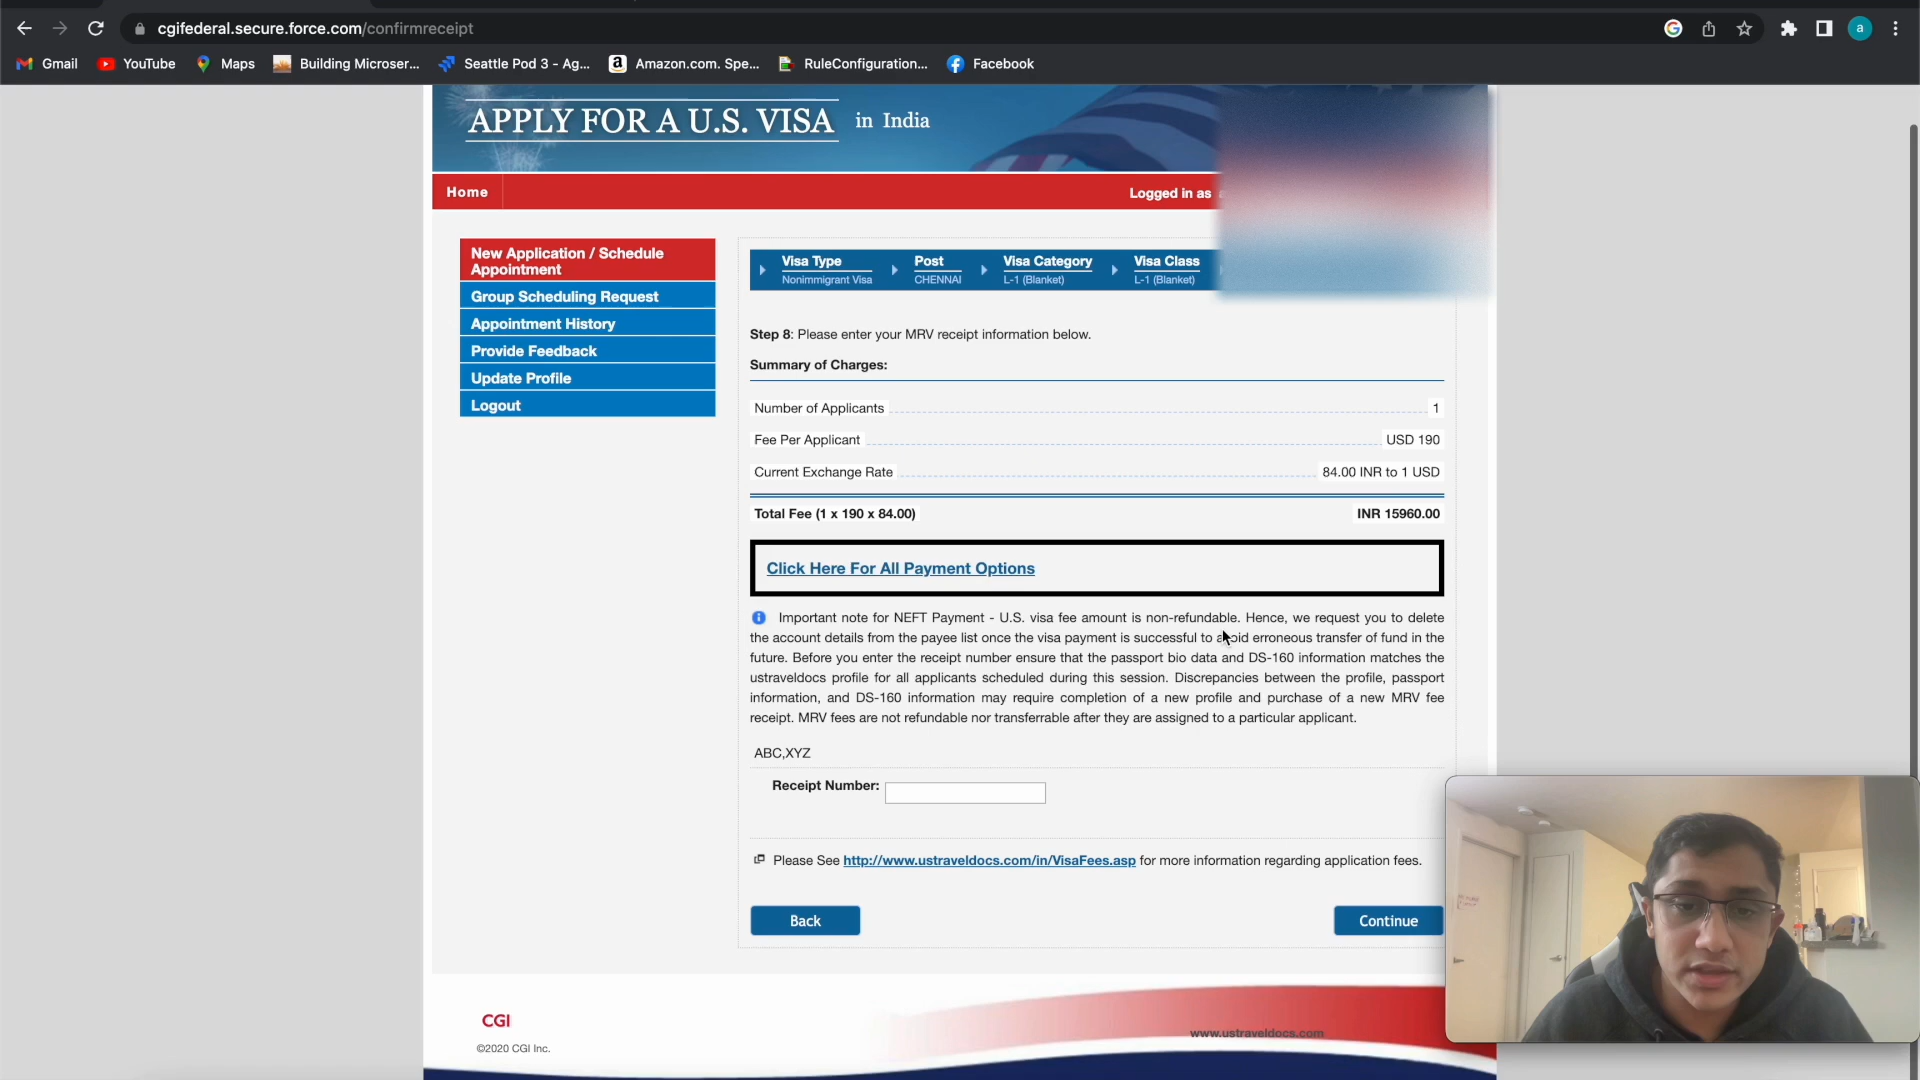 cgifederal.secure.force.com/confirmreceipt
a
Gmail
YouTube
Maps
Building Microser...
Seattle Pod 3 - Ag...
Amazon.com. Spe...
RuleConfiguration...
Facebook
APPLY FOR A U.S. VISA in India
Home
Logged in as
New Application / Schedule
Appointment
Group Scheduling Request
Appointment History
Provide Feedback
Update Profile
Logout
Visa Type
Nonimmigrant Visa
Post
CHENNAI
Visa Category
L-1 (Blanket)
Visa Class
L-1 (Blanket)
Step 8: Please enter your MRV receipt information below.
Summary of Charges:
Number of Applicants 1
Fee Per Applicant USD 190
Current Exchange Rate 84.00 INR to 1 USD
Total Fee (1 x 190 x 84.00) INR 15960.00
Click Here For All Payment Options
Important note for NEFT Payment - U.S. visa fee amount is non-refundable. Hence, we request you to delete
the account details from the payee list once the visa payment is successful to avoid erroneous transfer of fund in the
future. Before you enter the receipt number ensure that the passport bio data and DS-160 information matches the
ustraveldocs profile for all applicants scheduled during this session. Discrepancies between the profile, passport
information, and DS-160 information may require completion of a new profile and purchase of a new MRV fee
receipt. MRV fees are not refundable nor transferrable after they are assigned to a particular applicant.
ABC,XYZ
Receipt Number:
Please See http://www.ustraveldocs.com/in/VisaFees.asp for more information regarding application fees.
Back
Continue
CGI
©2020 CGI Inc.
www.ustraveldocs.com